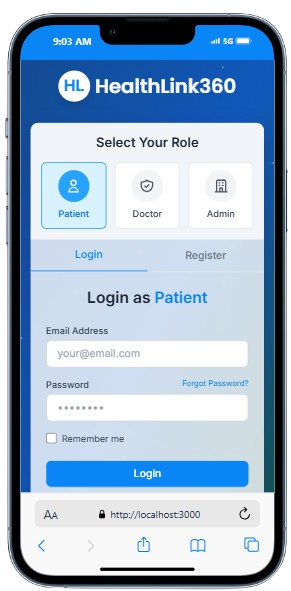 9:03 AM 5G
HL HealthLink360
Select Your Role
Patient Doctor Admin
Login Register
Login as Patient
Email Address
your@email.com
Password Forgot Password?
Remember me
Login
AA http://localhost:3000